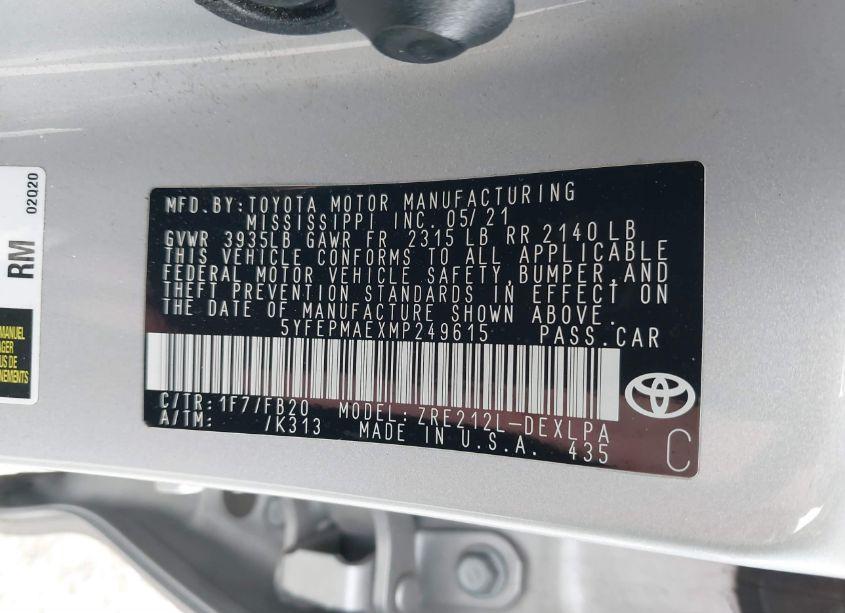 MFD. BY: TOYOTA MOTOR MANUFACTURING
MISSISSIPPI INC. 05/21
GVWR 3935LB GAWR FR 2315 LB RR 2140 LB
THIS VEHICLE CONFORMS TO ALL APPLICABLE
FEDERAL MOTOR VEHICLE SAFETY, BUMPER, AND
THEFT PREVENTION STANDARDS IN EFFECT ON
THE DATE OF MANUFACTURE SHOWN ABOVE.
5YFEPMAEXMP249615 PASS.CAR
C/TR: 1F7/FB20 MODEL: ZRE212L-DEXLPA
A/TM: /K313 MADE IN U.S.A. 435
C
RM
02020
MANUEL